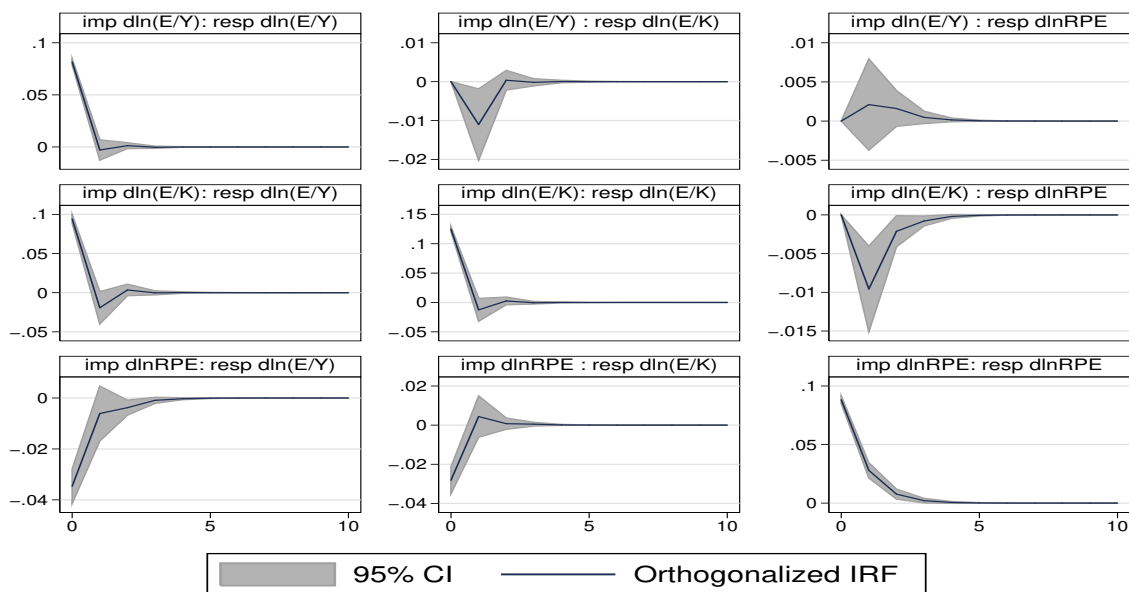 imp dln(E/Y): resp dln(E/Y)
.1
.05
0
imp dln(E/Y) : resp dln(E/K)
.01
0
−.01
−.02
imp dln(E/Y) : resp dlnRPE
.01
.005
0
−.005
imp dln(E/K): resp dln(E/Y)
.1
.05
0
−.05
imp dln(E/K): resp dln(E/K)
.15
.1
.05
0
−.05
imp dln(E/K) : resp dlnRPE
0
−.005
−.01
−.015
imp dlnRPE: resp dln(E/Y)
0
−.02
−.04
0 5 10
imp dlnRPE : resp dln(E/K)
.02
0
−.02
−.04
0 5 10
imp dlnRPE: resp dlnRPE
.1
.05
0
0 5 10
95% CI Orthogonalized IRF